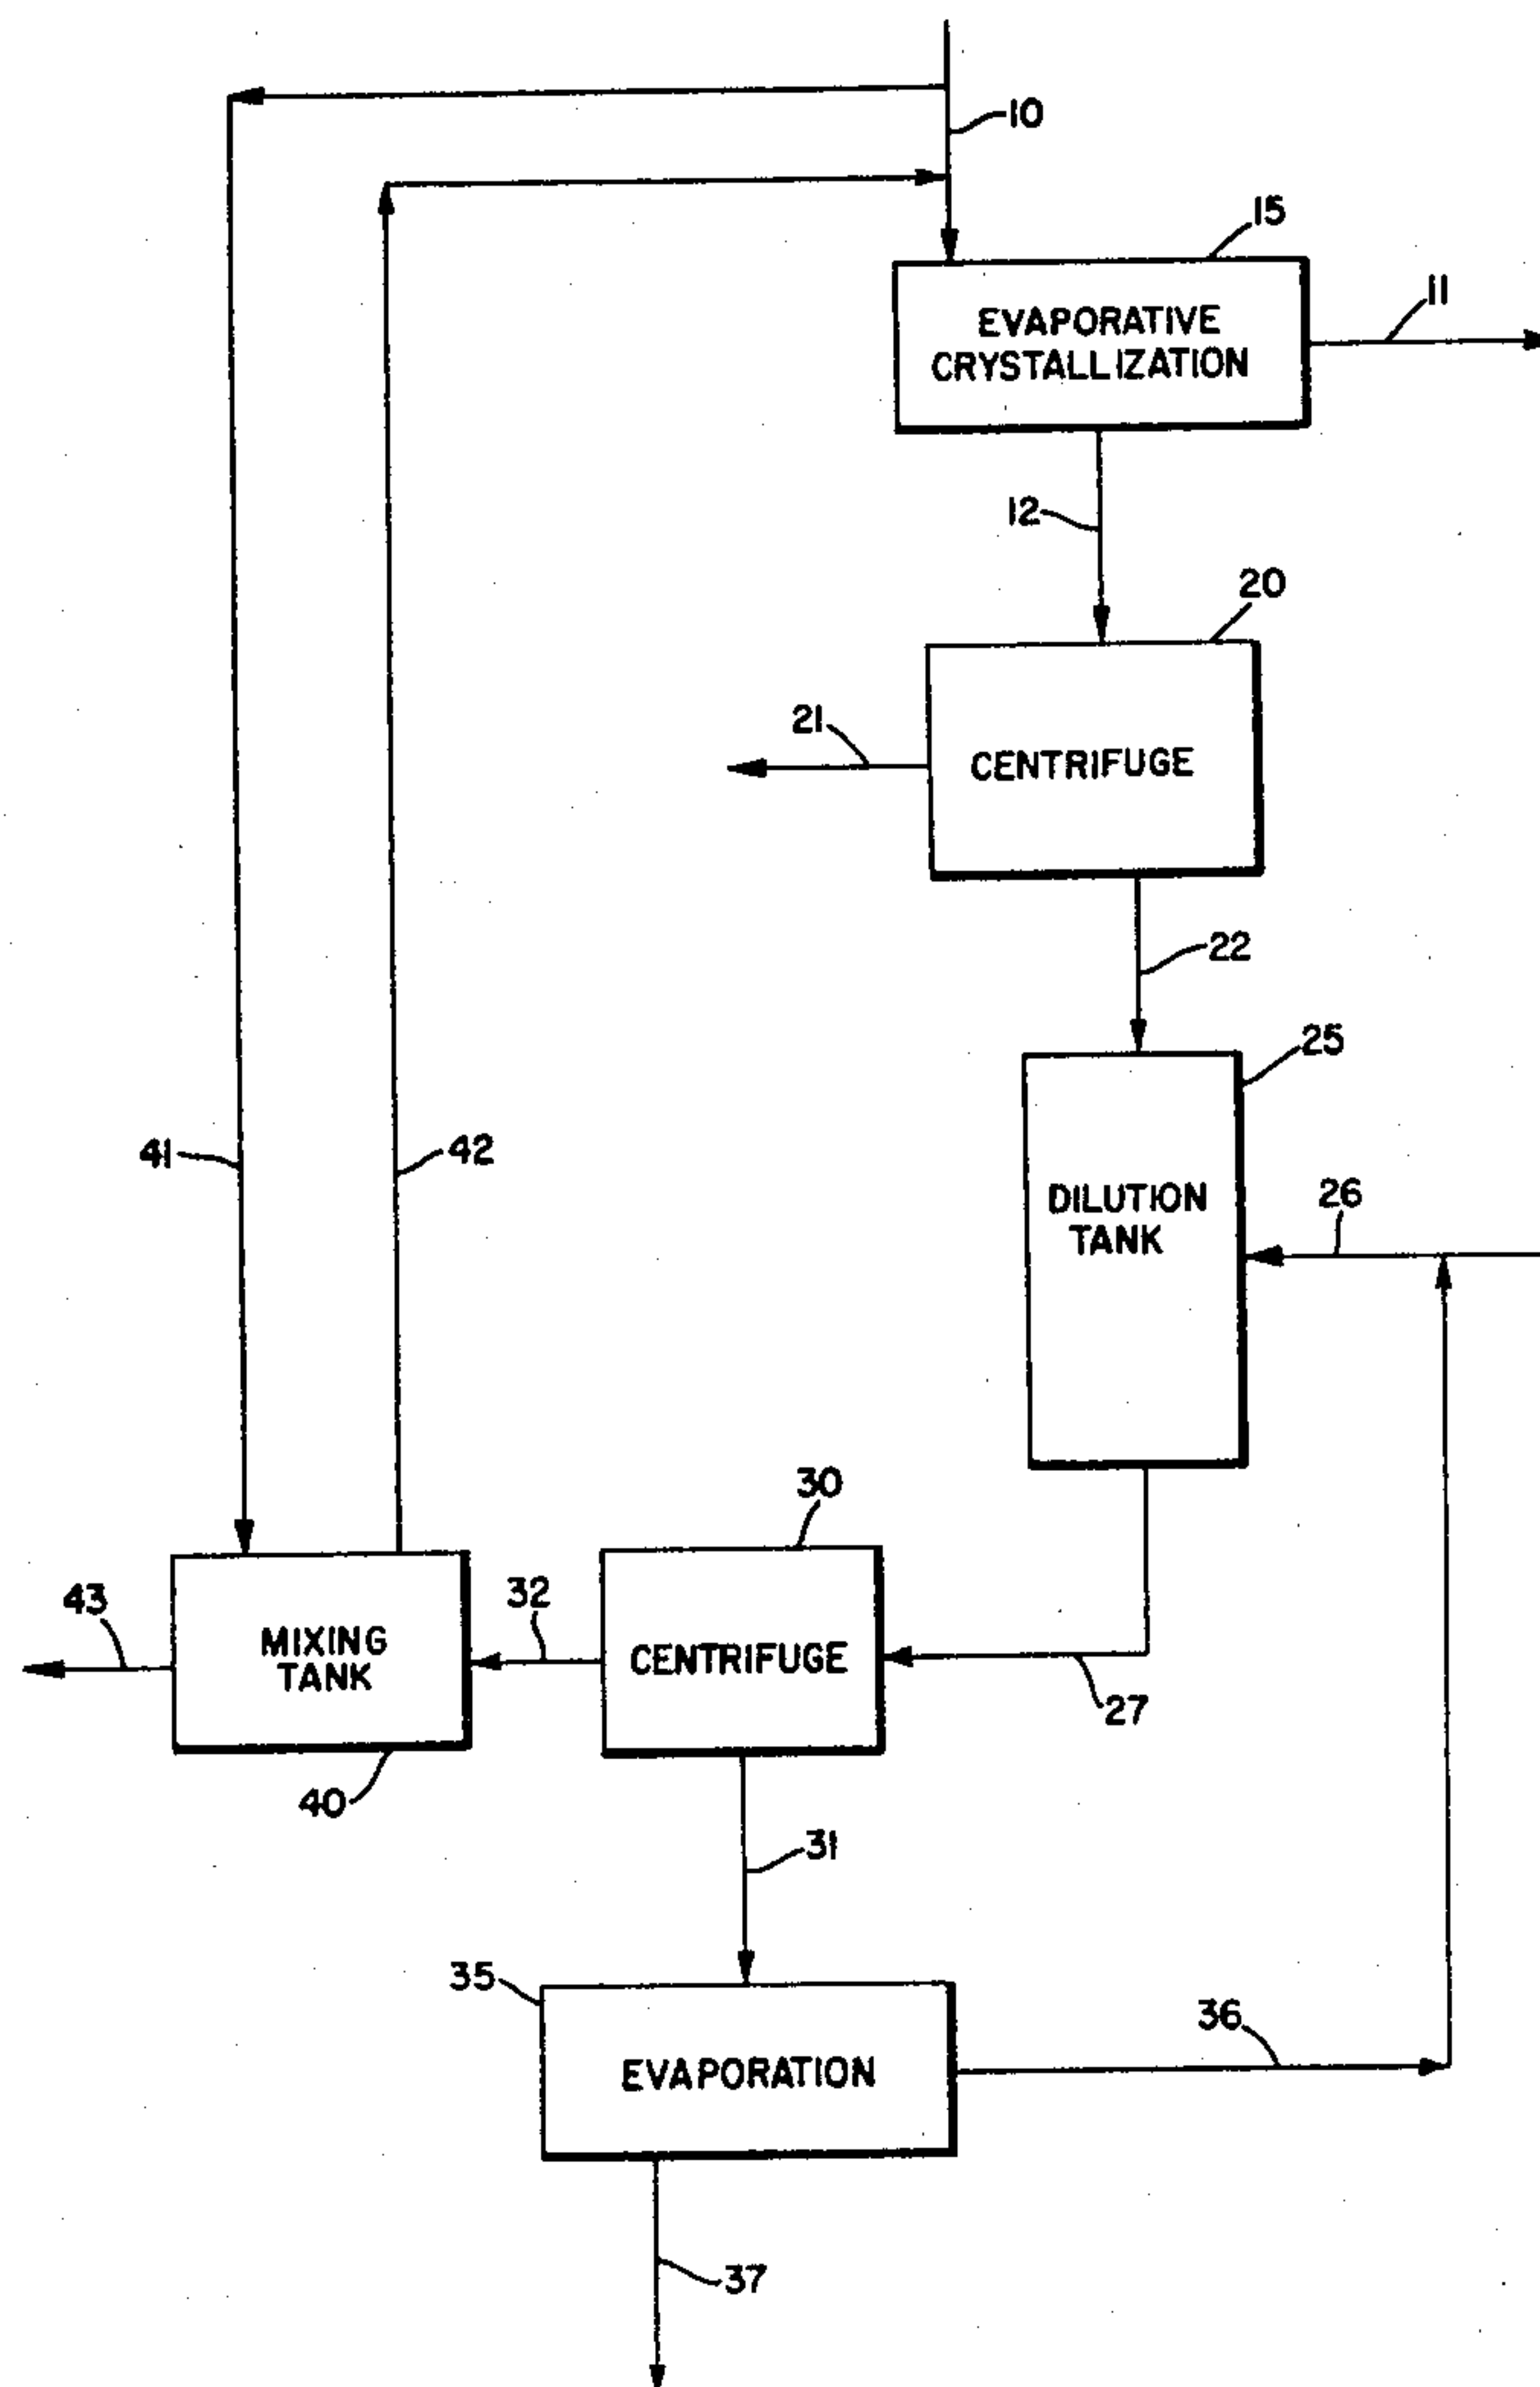 10
15
EVAPORATIVE
CRYSTALLIZATION
11
12
20
21
CENTRIFUGE
22
25
41
42
DILUTION
TANK
26
30
43
32
MIXING
TANK
CENTRIFUGE
27
40
31
35
36
EVAPORATION
37